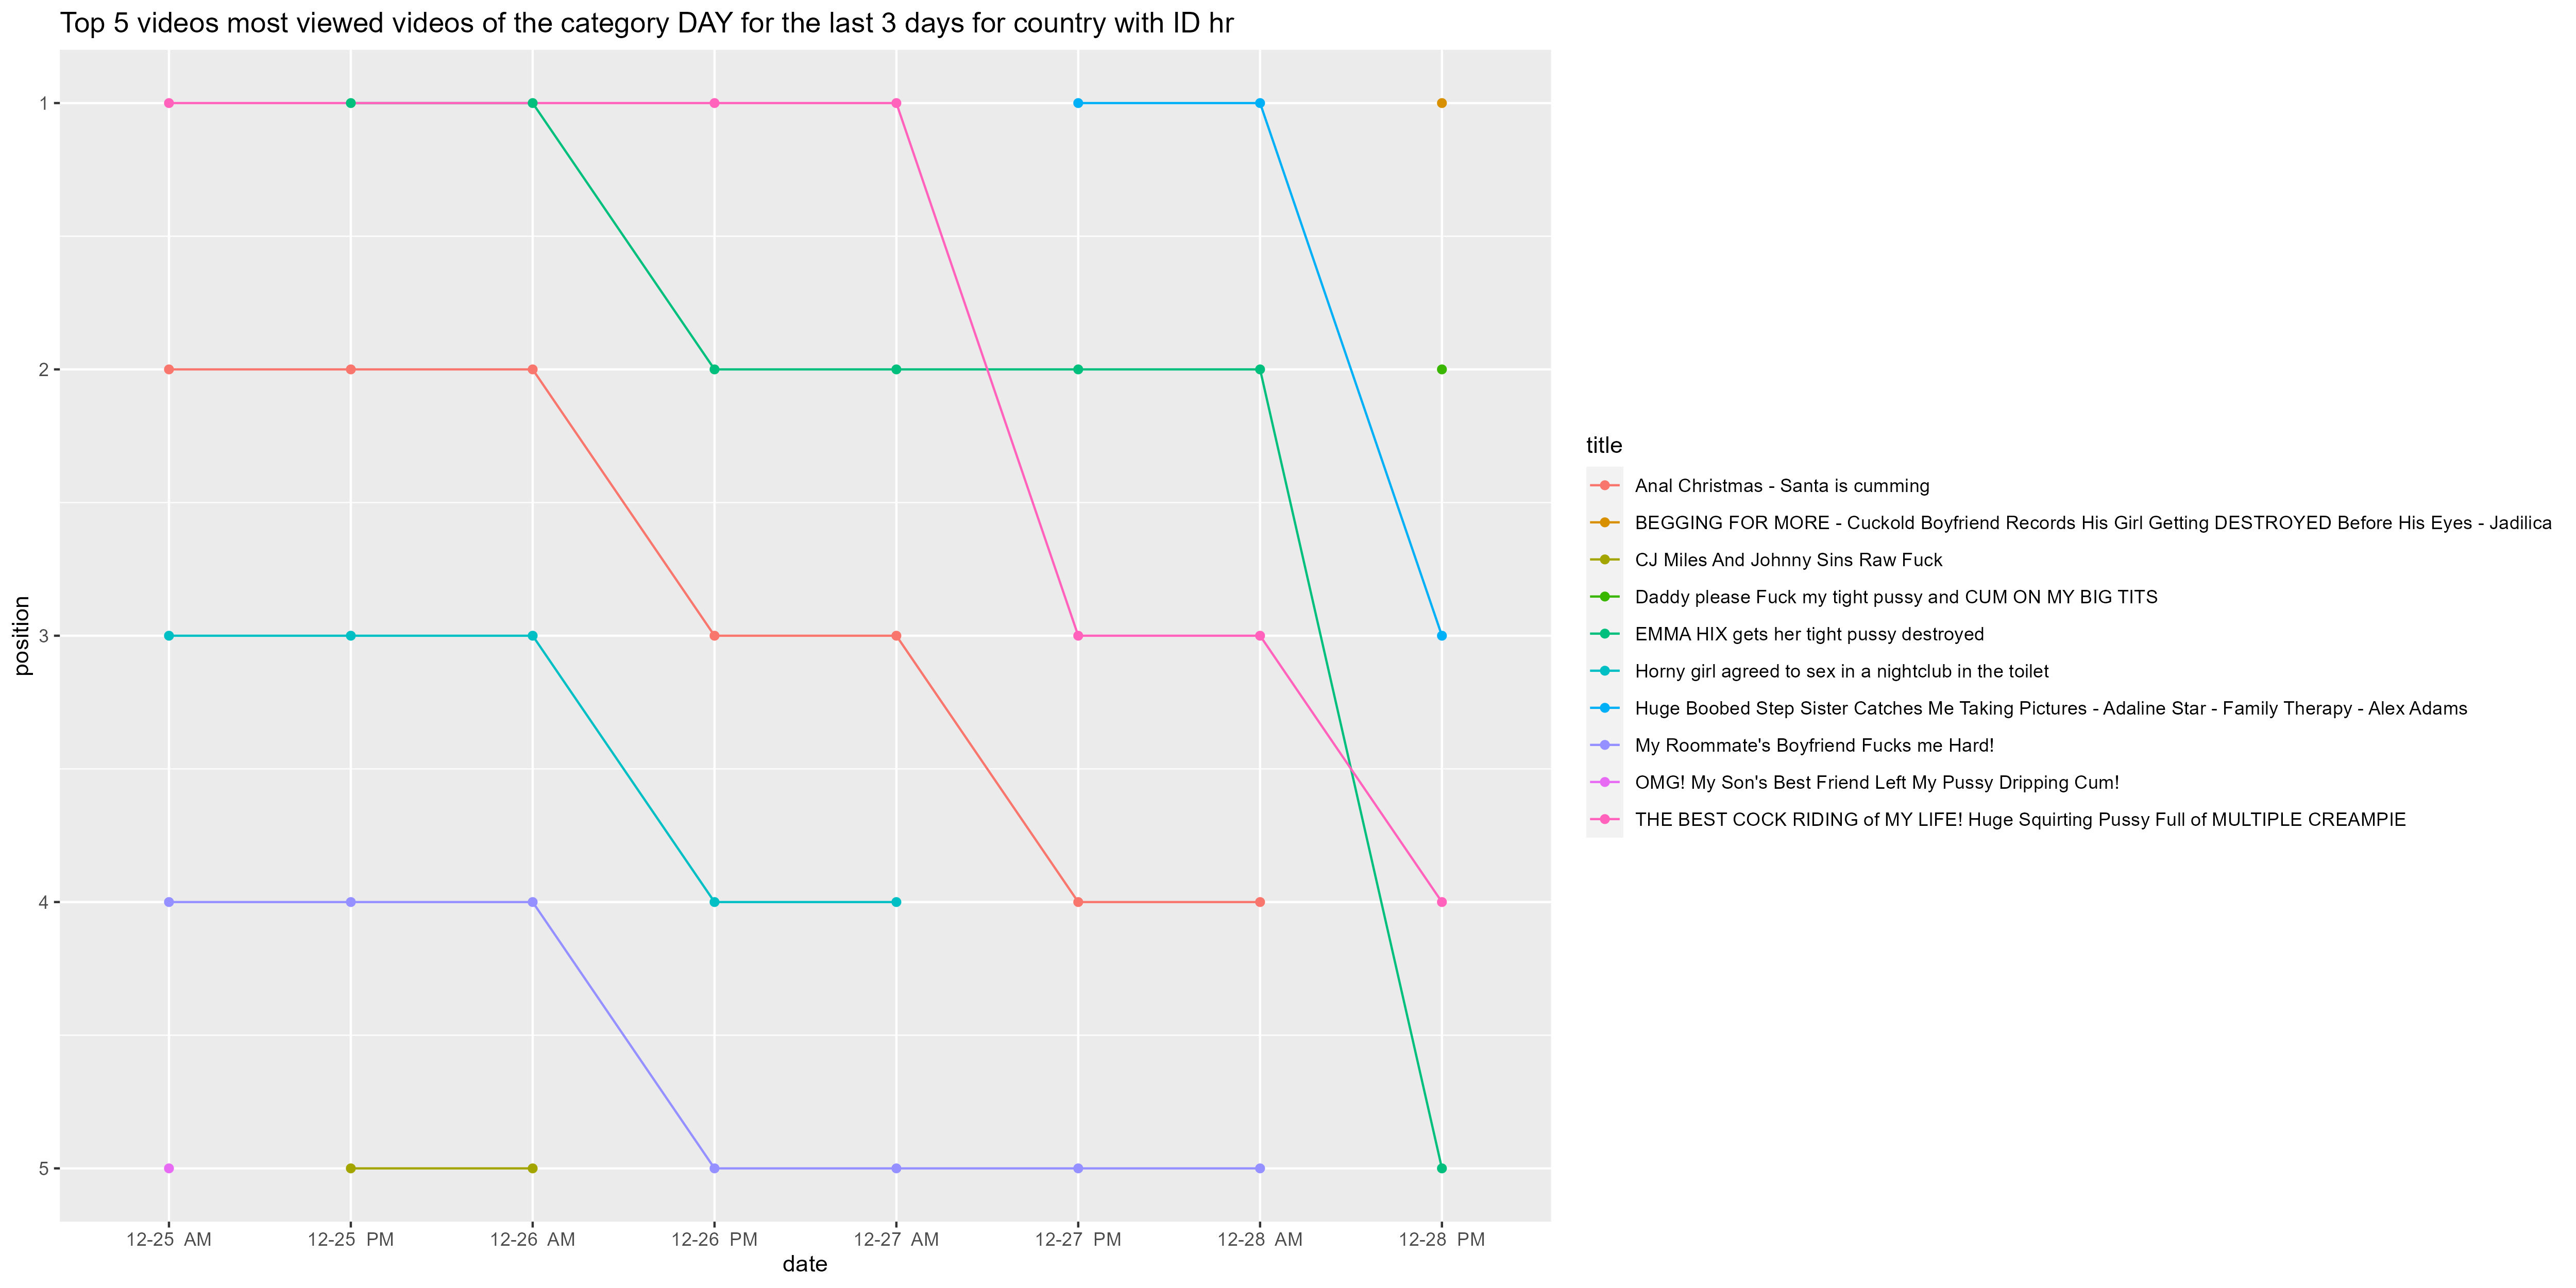 Top 5 videos most viewed videos of the category DAY for the last 3 days for country with ID hr
position
1
2
3
4
5
12-25 AM
12-25 PM
12-26 AM
12-26 PM
12-27 AM
12-27 PM
12-28 AM
12-28 PM
date
title
Anal Christmas - Santa is cumming
BEGGING FOR MORE - Cuckold Boyfriend Records His Girl Getting DESTROYED Before His Eyes - Jadilica
CJ Miles And Johnny Sins Raw Fuck
Daddy please Fuck my tight pussy and CUM ON MY BIG TITS
EMMA HIX gets her tight pussy destroyed
Horny girl agreed to sex in a nightclub in the toilet
Huge Boobed Step Sister Catches Me Taking Pictures - Adaline Star - Family Therapy - Alex Adams
My Roommate's Boyfriend Fucks me Hard!
OMG! My Son's Best Friend Left My Pussy Dripping Cum!
THE BEST COCK RIDING of MY LIFE! Huge Squirting Pussy Full of MULTIPLE CREAMPIE